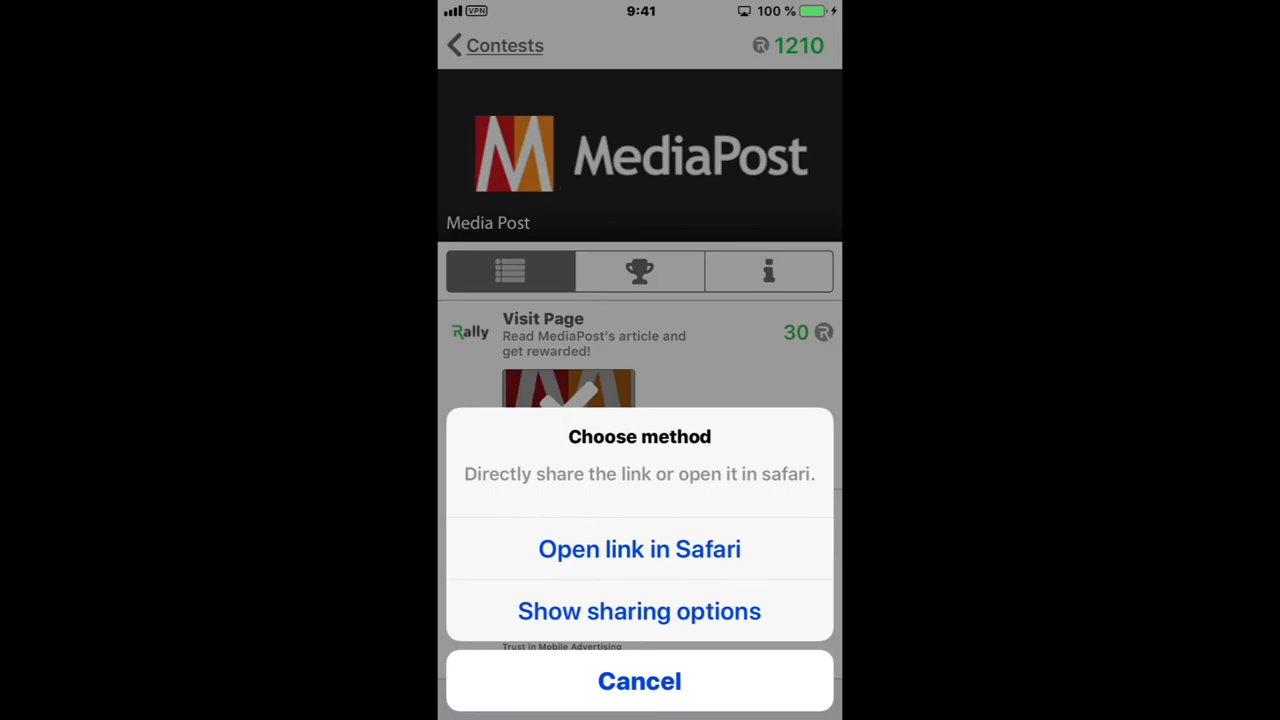 VPN 9:41 100 %
Contests 1210
MediaPost
Media Post
Rally Visit Page 30
Read MediaPost's article and
get rewarded!
Choose method
Directly share the link or open it in safari.
Open link in Safari
Show sharing options
Trust in Mobile Advertising
Cancel